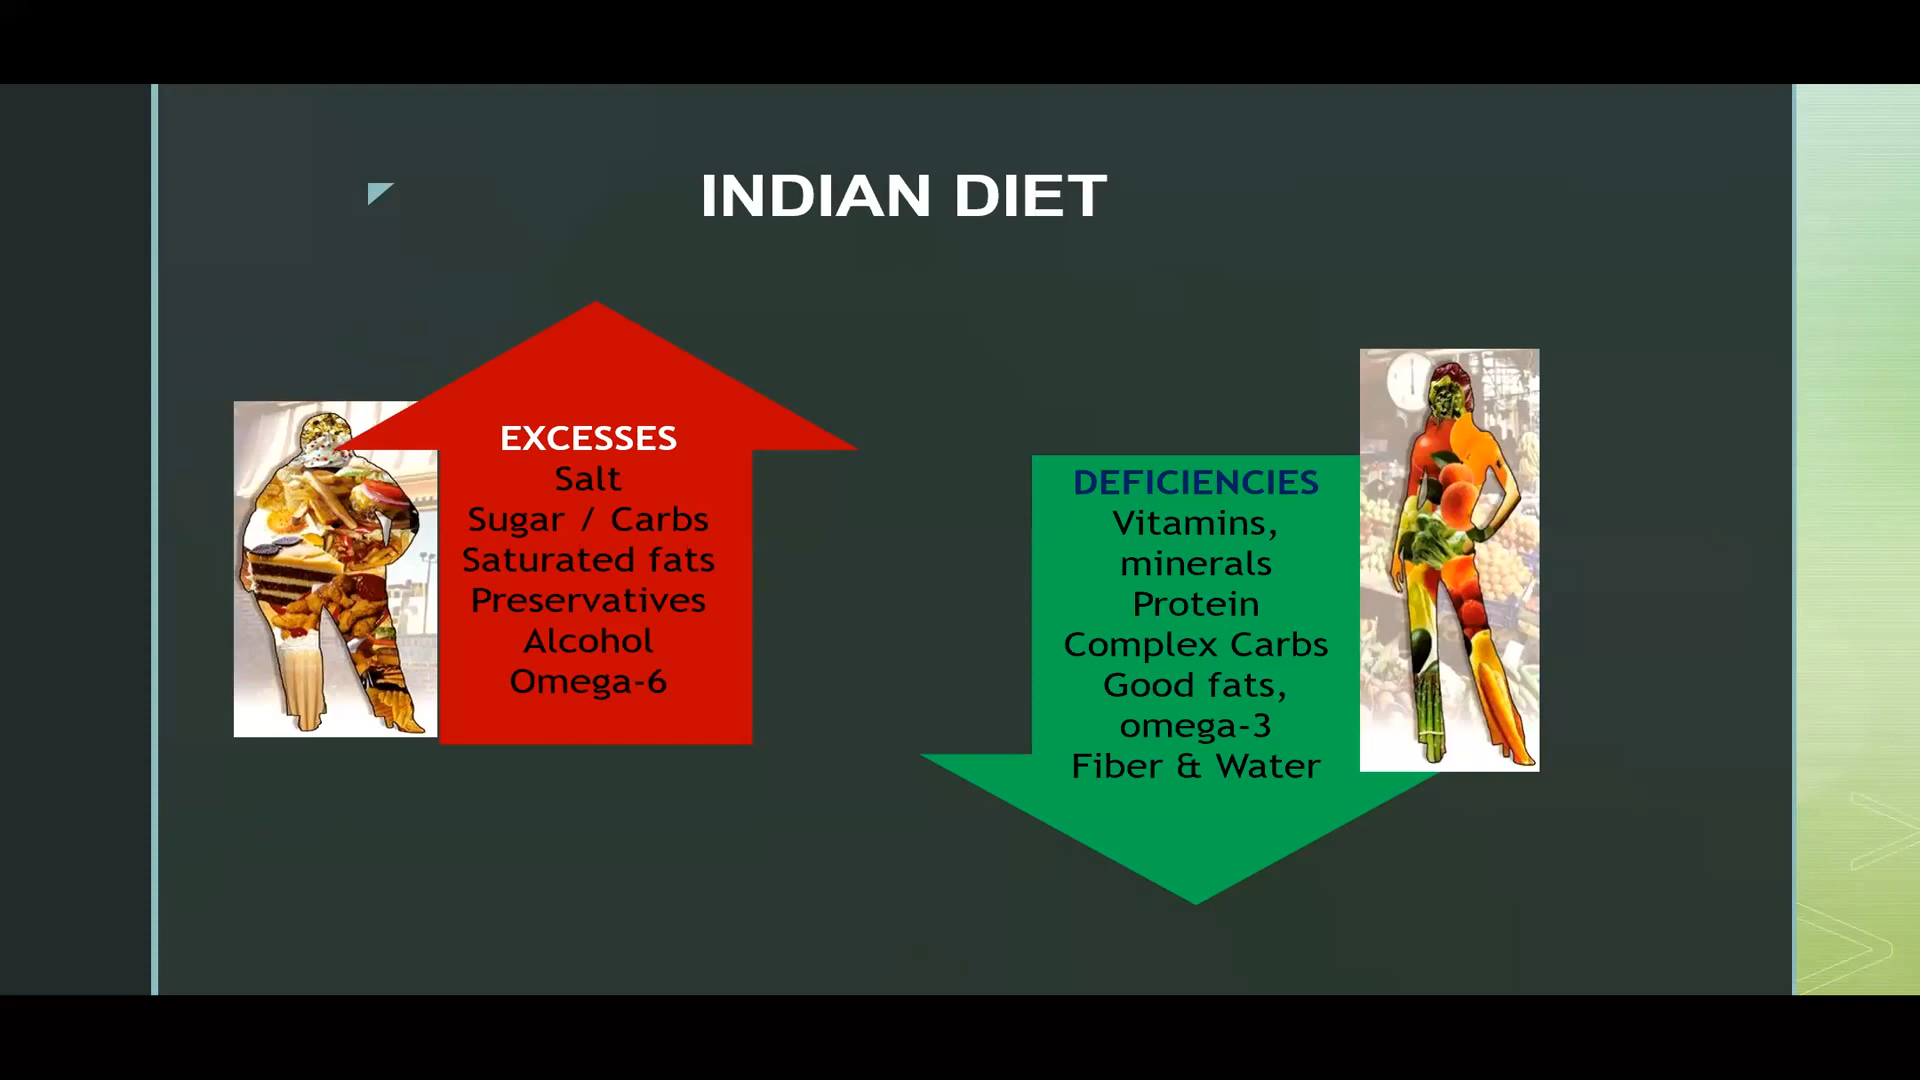 INDIAN DIET
EXCESSES
Salt
Sugar / Carbs
Saturated fats
Preservatives
Alcohol
Omega-6
DEFICIENCIES
Vitamins,
minerals
Protein
Complex Carbs
Good fats,
omega-3
Fiber & Water